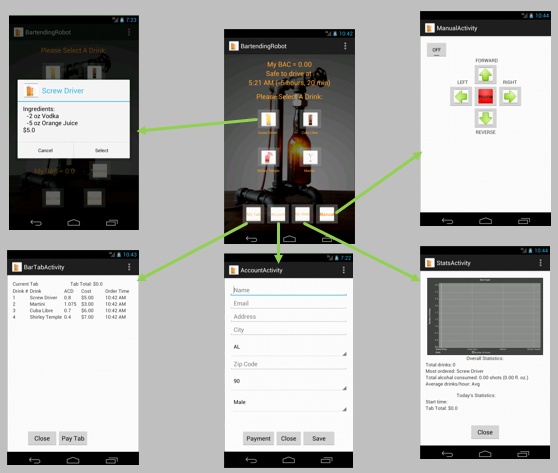 7:23
BartendingRobot
Please Select A Drink:
Screw Driver
Ingredients:
-2 oz Vodka
-5 oz Orange Juice
$5.0
Cancel
Select
My BAC = 0.0
10:42
BartendingRobot
My BAC = 0.00
Safe to drive at
5:21 AM (~6 hours, 20 min)
Please Select A Drink:
Screw Driver
Cuba Libre
Shirley Temple
Martini
Manual
10:44
ManualActivity
OFF
FORWARD
LEFT
RIGHT
REVERSE
10:43
BarTabActivity
Current Tab Tab Total: $0.0
Drink # Drink ACD Cost Order Time
1 Screw Driver 0.8 $5.00 10:42 AM
2 Martini 1.075 $3.00 10:42 AM
3 Cuba Libre 0.7 $6.00 10:42 AM
4 Shirley Temple 0.4 $7.00 10:42 AM
Close
Pay Tab
7:22
AccountActivity
Name
Email
Address
City
AL
Zip Code
90
Male
Payment
Close
Save
10:44
StatsActivity
Overall Statistics:
Total drinks: 0
Most ordered: Screw Driver
Total alcohal consumed: 0.00 shots (0.00 fl. oz.)
Average drinks/hour: Avg
Today's Statistics:
Start time:
Tab Total: $0.0
Close